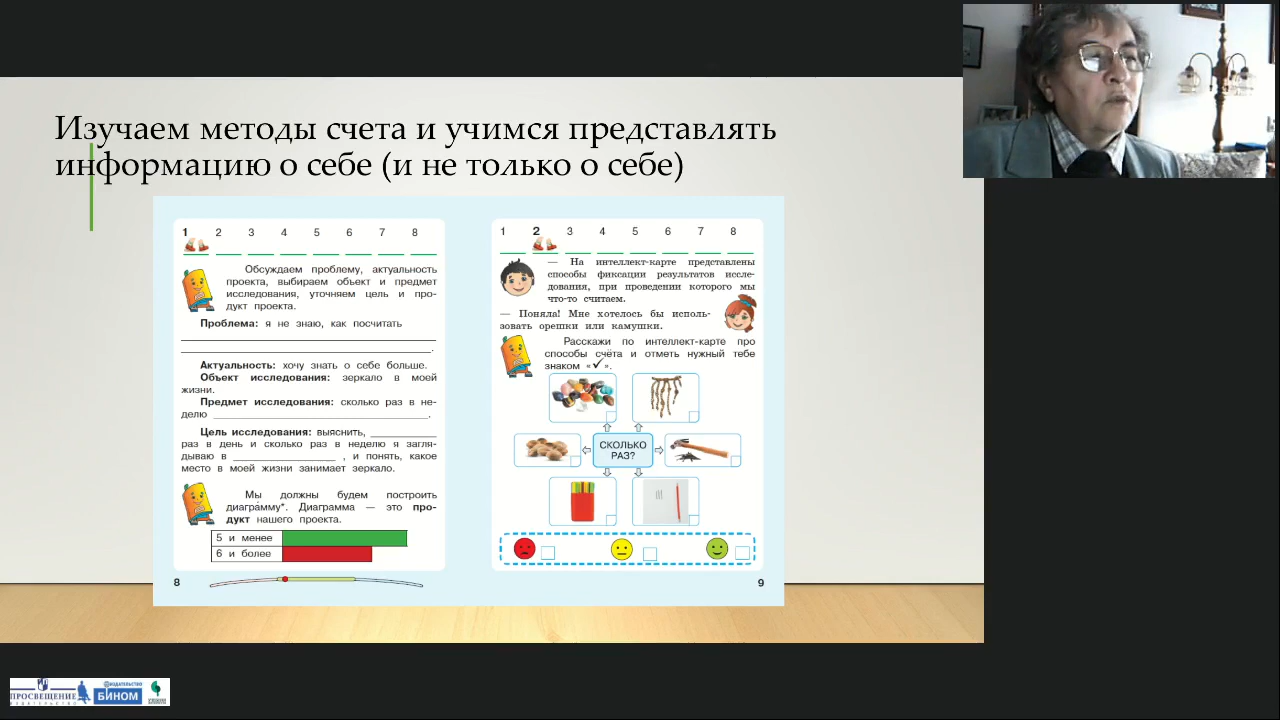 Изучаем методы счета и учимся представлять
информацию о себе (и не только о себе)
1 2 3 4 5 6 7 8
Обсуждаем проблему, актуальность
проекта, выбираем объект и предмет
исследования, уточняем цель и про-
дукт проекта.
Проблема: я не знаю, как посчитать
Актуальность: хочу знать о себе больше.
Объект исследования: зеркало в моей
жизни.
Предмет исследования: сколько раз в не-
делю
Цель исследования: выяснить,
раз в день и сколько раз в неделю я загля-
дываю в , и понять, какое
место в моей жизни занимает зеркало.
Мы должны будем построить
диагра́мму*. Диаграмма — это про-
дукт нашего проекта.
5 и менее
6 и более
8
1 2 3 4 5 6 7 8
— На интеллект-карте представлены
способы фиксации результатов иссле-
дования, при проведении которого мы
что-то считаем.
— Поняла! Мне хотелось бы исполь-
зовать орешки или камушки.
Расскажи по интеллект-карте про
способы счёта и отметь нужный тебе
знаком «✓».
СКОЛЬКО
РАЗ?
9
ПРОСВЕЩЕНИЕ
ИЗДАТЕЛЬСТВО
ИЗДАТЕЛЬСТВО
БИНОМ